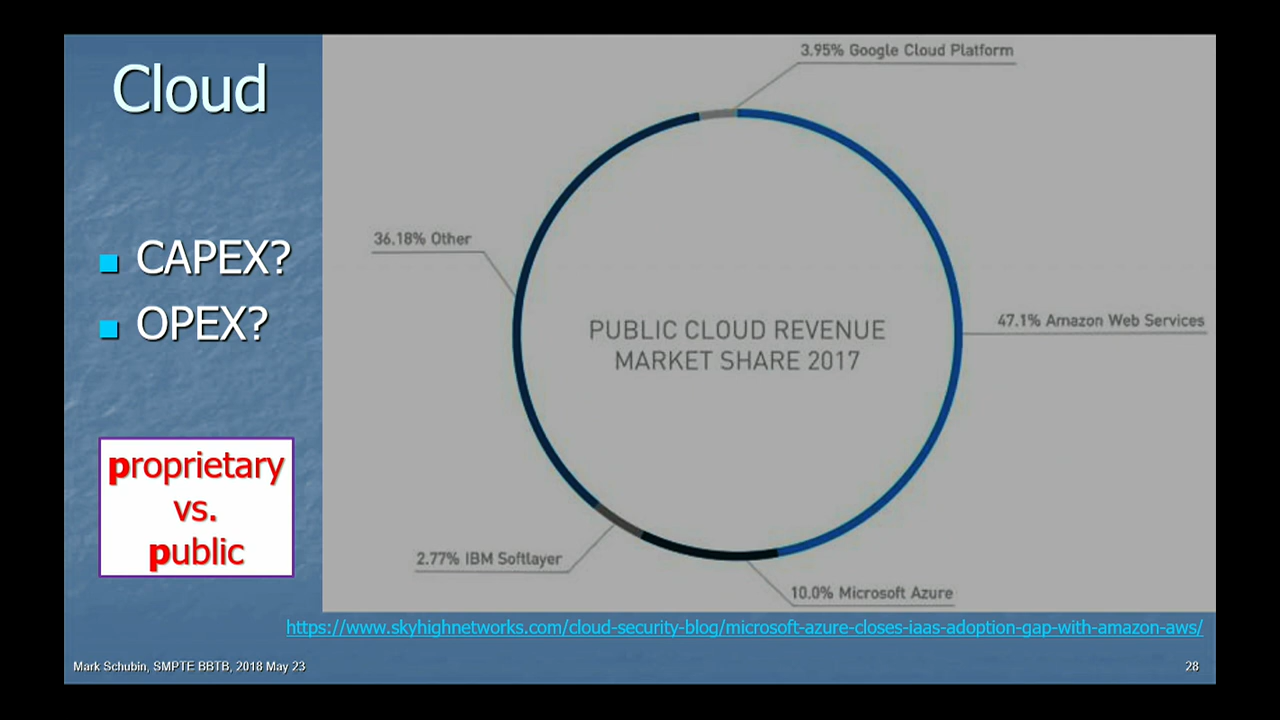 Cloud
CAPEX?
OPEX?
proprietary
vs.
public
3.95% Google Cloud Platform
36.18% Other
47.1% Amazon Web Services
PUBLIC CLOUD REVENUE
MARKET SHARE 2017
2.77% IBM Softlayer
10.0% Microsoft Azure
https://www.skyhighnetworks.com/cloud-security-blog/microsoft-azure-closes-iaas-adoption-gap-with-amazon-aws/
Mark Schubin, SMPTE BBTB, 2018 May 23
28